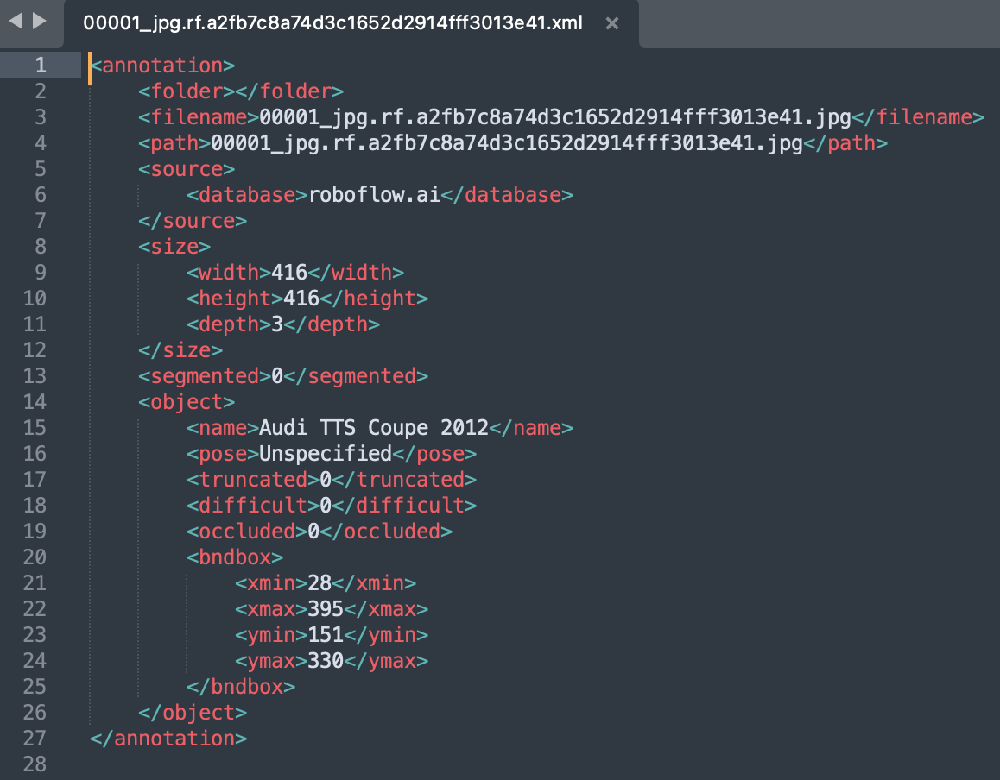 00001_jpg.rf.a2fb7c8a74d3c1652d2914fff3013e41.xml ×
1 <annotation>
2     <folder></folder>
3     <filename>00001_jpg.rf.a2fb7c8a74d3c1652d2914fff3013e41.jpg</filename>
4     <path>00001_jpg.rf.a2fb7c8a74d3c1652d2914fff3013e41.jpg</path>
5     <source>
6         <database>roboflow.ai</database>
7     </source>
8     <size>
9         <width>416</width>
10         <height>416</height>
11         <depth>3</depth>
12     </size>
13     <segmented>0</segmented>
14     <object>
15         <name>Audi TTS Coupe 2012</name>
16         <pose>Unspecified</pose>
17         <truncated>0</truncated>
18         <difficult>0</difficult>
19         <occluded>0</occluded>
20         <bndbox>
21             <xmin>28</xmin>
22             <xmax>395</xmax>
23             <ymin>151</ymin>
24             <ymax>330</ymax>
25         </bndbox>
26     </object>
27 </annotation>
28